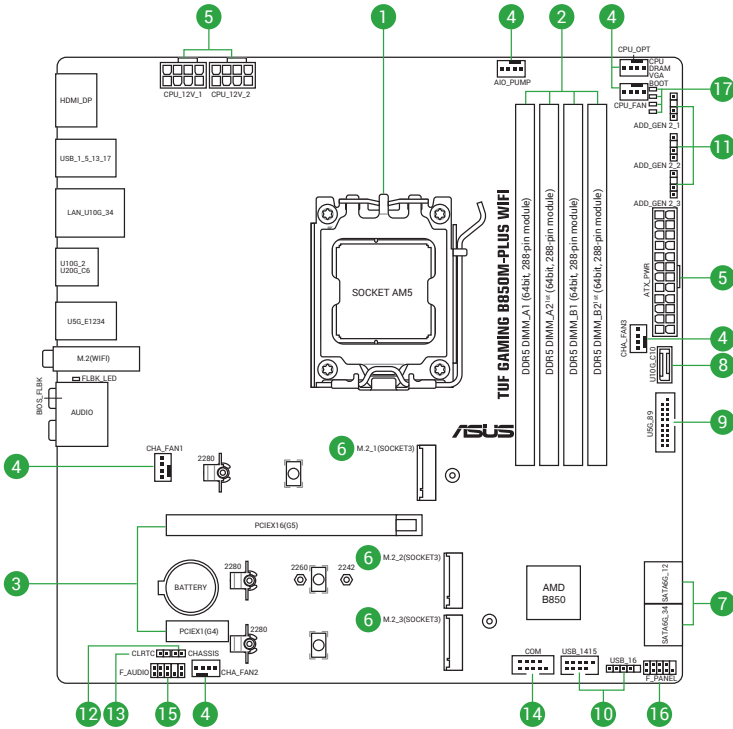 5
1
4
2
4
CPU_OPT
CPU
DRAM
VGA
BOOT
17
CPU_12V_1
CPU_12V_2
AIO_PUMP
CPU_FAN
HDMI_DP
ADD_GEN 2_1
11
USB_1_5_13_17
ADD_GEN 2_2
LAN_U10G_34
ADD_GEN 2_3
U10G_2
U20G_C6
SOCKET AM5
TUF GAMING B850M-PLUS WIFI
DDR5 DIMM_A1 (64bit, 288-pin module)
DDR5 DIMM_A2¹ˢᵗ (64bit, 288-pin module)
DDR5 DIMM_B1 (64bit, 288-pin module)
DDR5 DIMM_B2¹ˢᵗ (64bit, 288-pin module)
ATX_PWR
5
U5G_E1234
CHA_FAN3
4
M.2(WIFI)
U10G_C10
8
FLBK_LED
BIOS_FLBK
AUDIO
U5G_89
9
ASUS
CHA_FAN1
4
2280
6
M.2_1(SOCKET3)
PCIEX16(G5)
3
BATTERY
2280
2260
2242
6
M.2_2(SOCKET3)
AMD
B850
SATA6G_12
7
SATA6G_34
PCIEX1(G4)
2280
6
M.2_3(SOCKET3)
CLRTC
CHASSIS
F_AUDIO
CHA_FAN2
COM
USB_1415
USB_16
F_PANEL
12
13
15
4
14
10
16